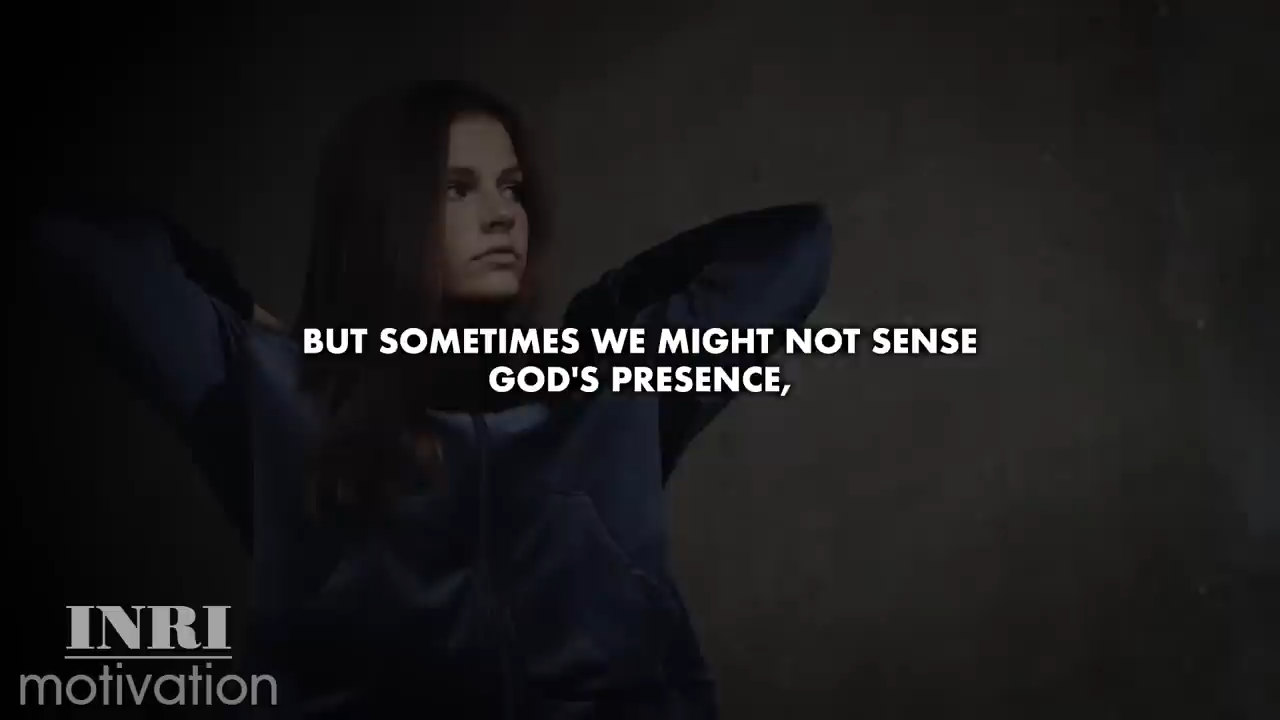 BUT SOMETIMES WE MIGHT NOT SENSE
GOD'S PRESENCE,
INRI
motivation